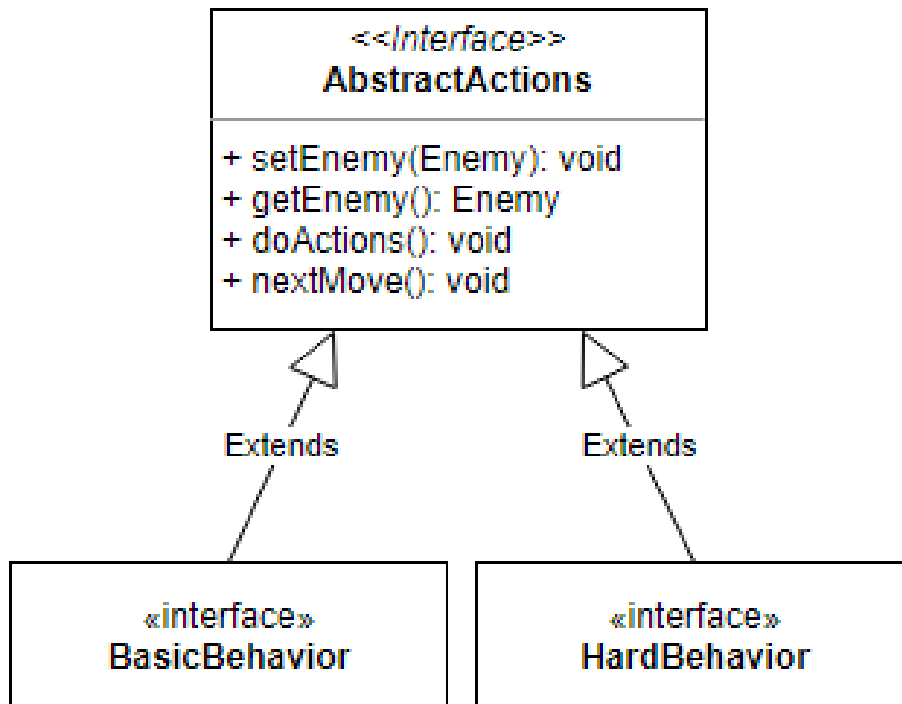 <<Interface>>
AbstractActions
+ setEnemy(Enemy): void
+ getEnemy(): Enemy
+ doActions(): void
+ nextMove(): void
Extends
Extends
«interface»
BasicBehavior
«interface»
HardBehavior